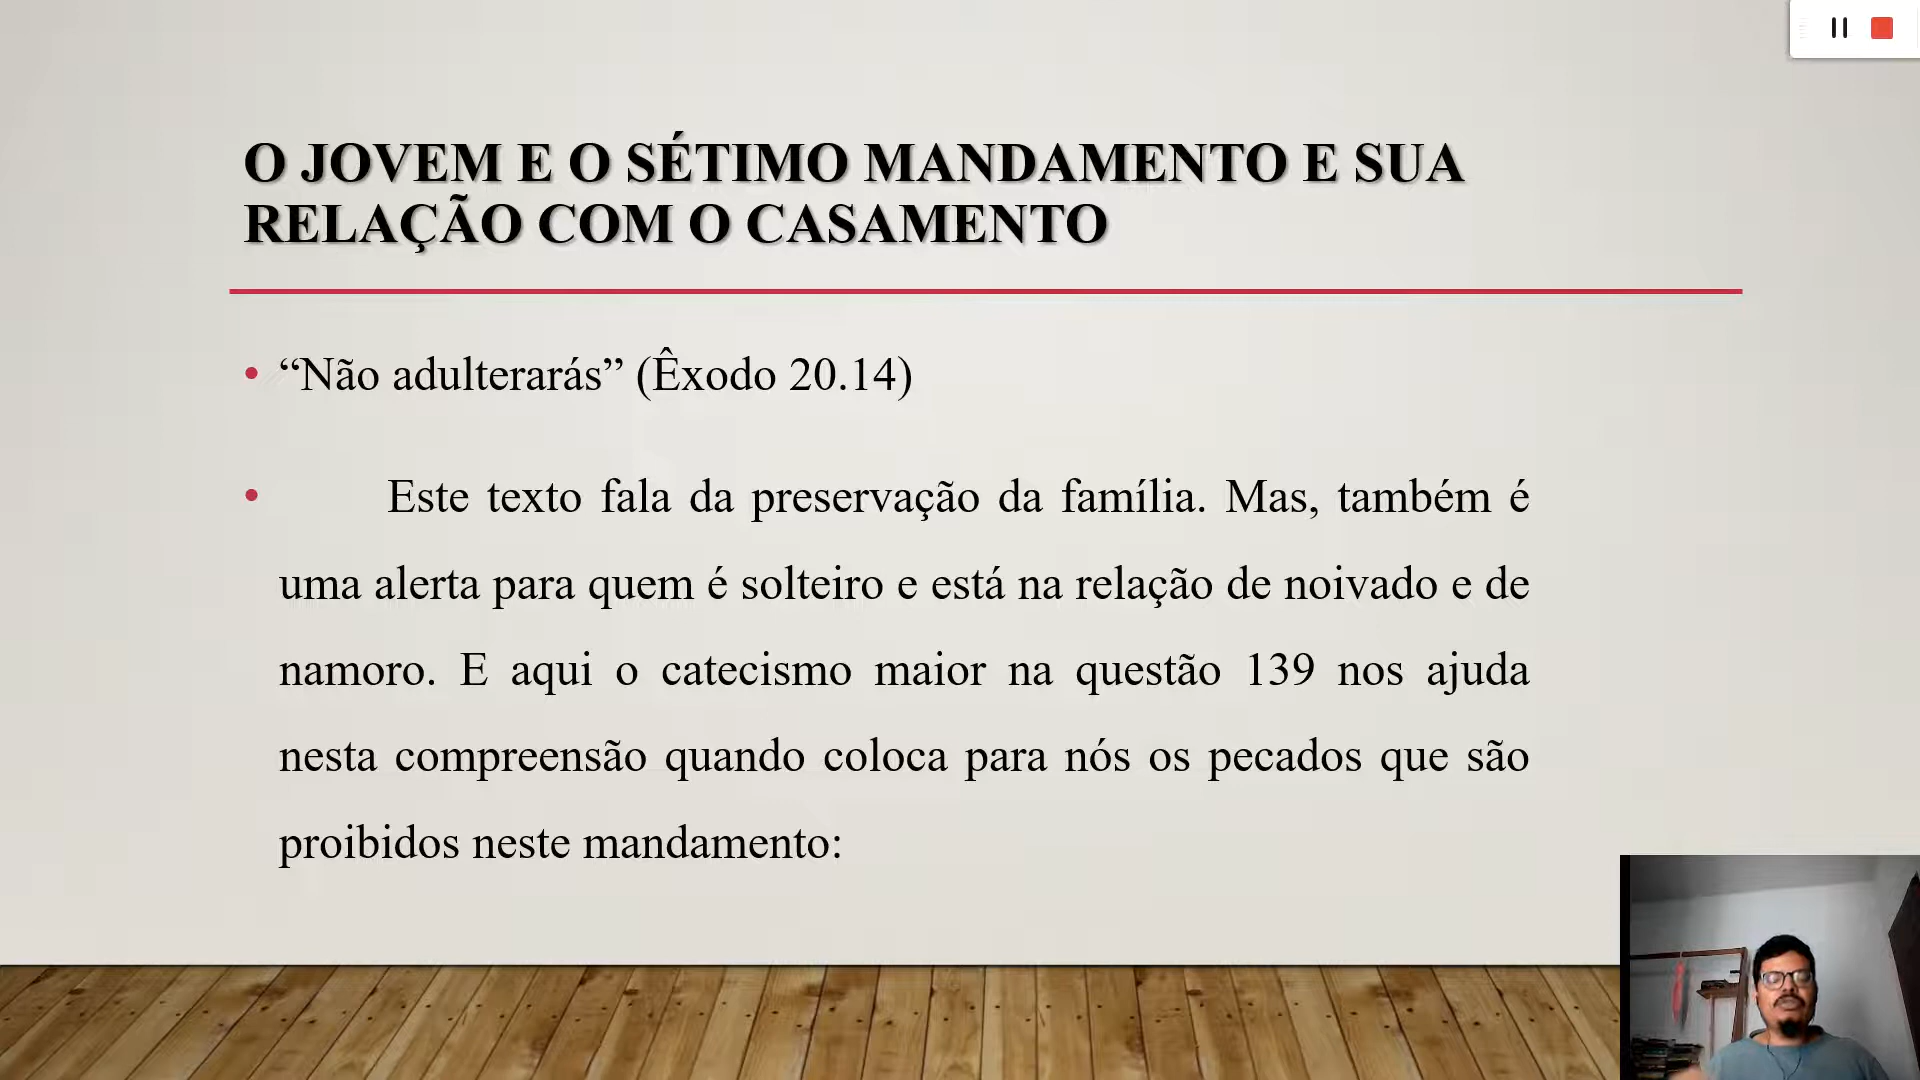 O JOVEM E O SÉTIMO MANDAMENTO E SUA
RELAÇÃO COM O CASAMENTO
• “Não adulterarás” (Êxodo 20.14)
• Este texto fala da preservação da família. Mas, também é
uma alerta para quem é solteiro e está na relação de noivado e de
namoro. E aqui o catecismo maior na questão 139 nos ajuda
nesta compreensão quando coloca para nós os pecados que são
proibidos neste mandamento: